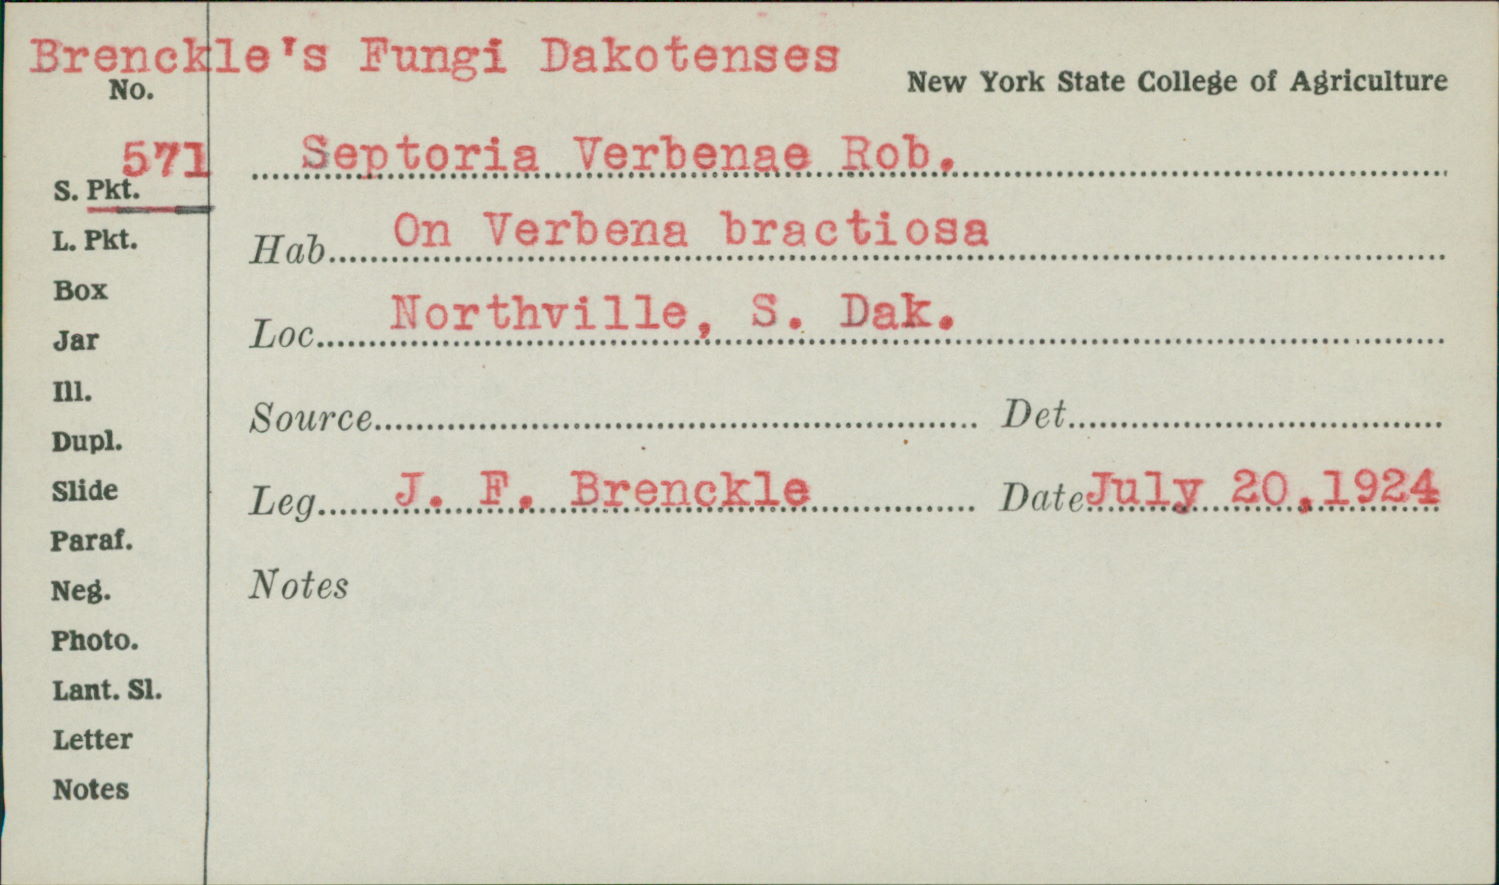 Brenckle's Fungi Dakotenses
New York State College of Agriculture
No.
571
Septoria Verbenae Rob.
S. Pkt.
L. Pkt.
Hab. On Verbena bractiosa
Box
Loc. Northville, S. Dak.
Jar
Ill.
Source Det.
Dupl.
Slide
Leg. J. F. Brenckle Date July 20,1924
Paraf.
Neg.
Notes
Photo.
Lant. Sl.
Letter
Notes